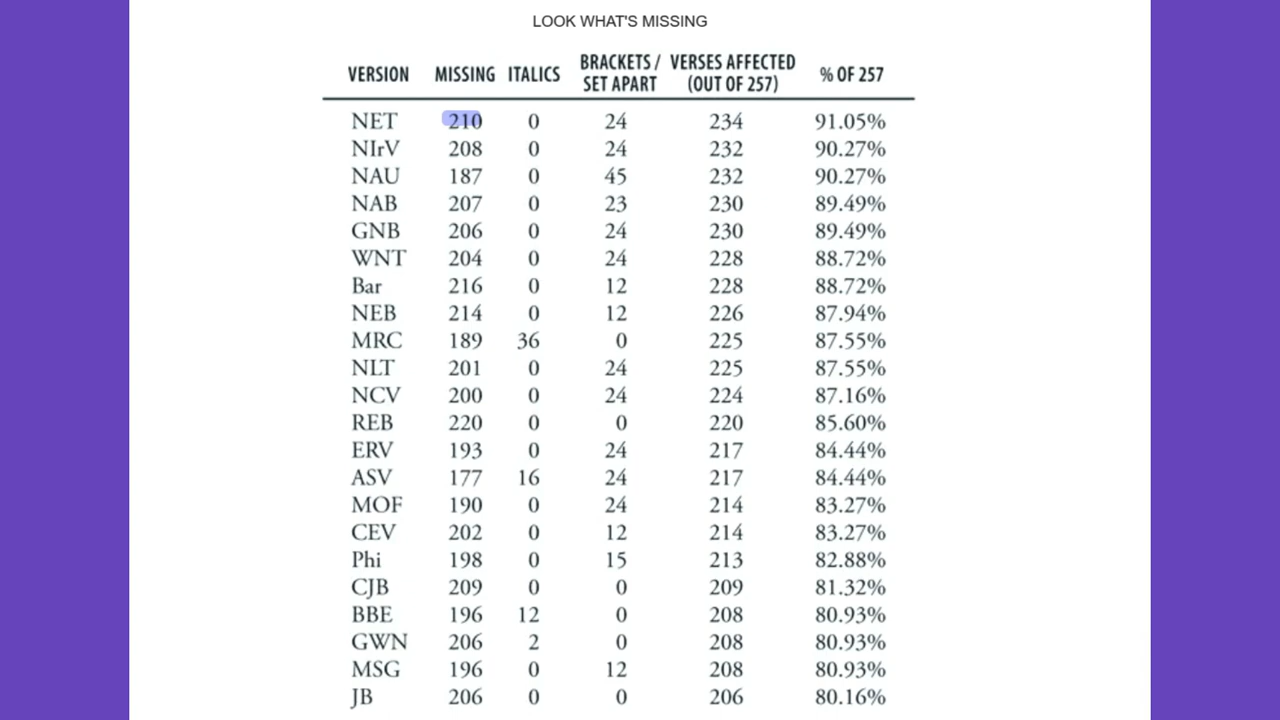 LOOK WHAT'S MISSING
BRACKETS / VERSES AFFECTED
VERSION MISSING ITALICS SET APART (OUT OF 257) % OF 257
NET 210 0 24 234 91.05%
NIrV 208 0 24 232 90.27%
NAU 187 0 45 232 90.27%
NAB 207 0 23 230 89.49%
GNB 206 0 24 230 89.49%
WNT 204 0 24 228 88.72%
Bar 216 0 12 228 88.72%
NEB 214 0 12 226 87.94%
MRC 189 36 0 225 87.55%
NLT 201 0 24 225 87.55%
NCV 200 0 24 224 87.16%
REB 220 0 0 220 85.60%
ERV 193 0 24 217 84.44%
ASV 177 16 24 217 84.44%
MOF 190 0 24 214 83.27%
CEV 202 0 12 214 83.27%
Phi 198 0 15 213 82.88%
CJB 209 0 0 209 81.32%
BBE 196 12 0 208 80.93%
GWN 206 2 0 208 80.93%
MSG 196 0 12 208 80.93%
JB 206 0 0 206 80.16%